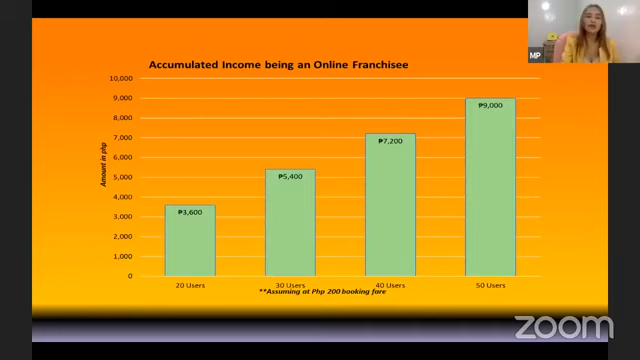 MP
Accumulated Income being an Online Franchisee
10,000
9,000
8,000
7,000
6,000
5,000
4,000
3,000
2,000
1,000
0
Amount in php
₱3,600
₱5,400
₱7,200
₱9,000
20 Users
30 Users
40 Users
50 Users
**Assuming at Php 200 booking fare
zoom